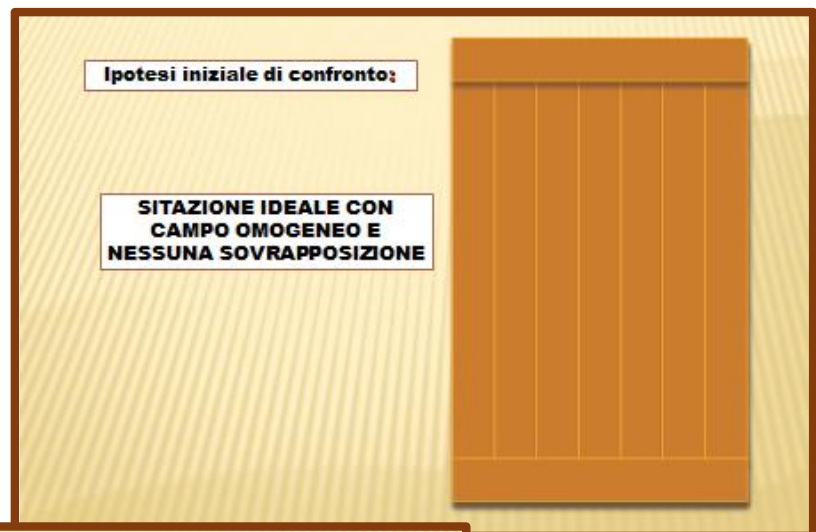 Ipotesi iniziale di confronto:
SITAZIONE IDEALE CON
CAMPO OMOGENEO E
NESSUNA SOVRAPPOSIZIONE